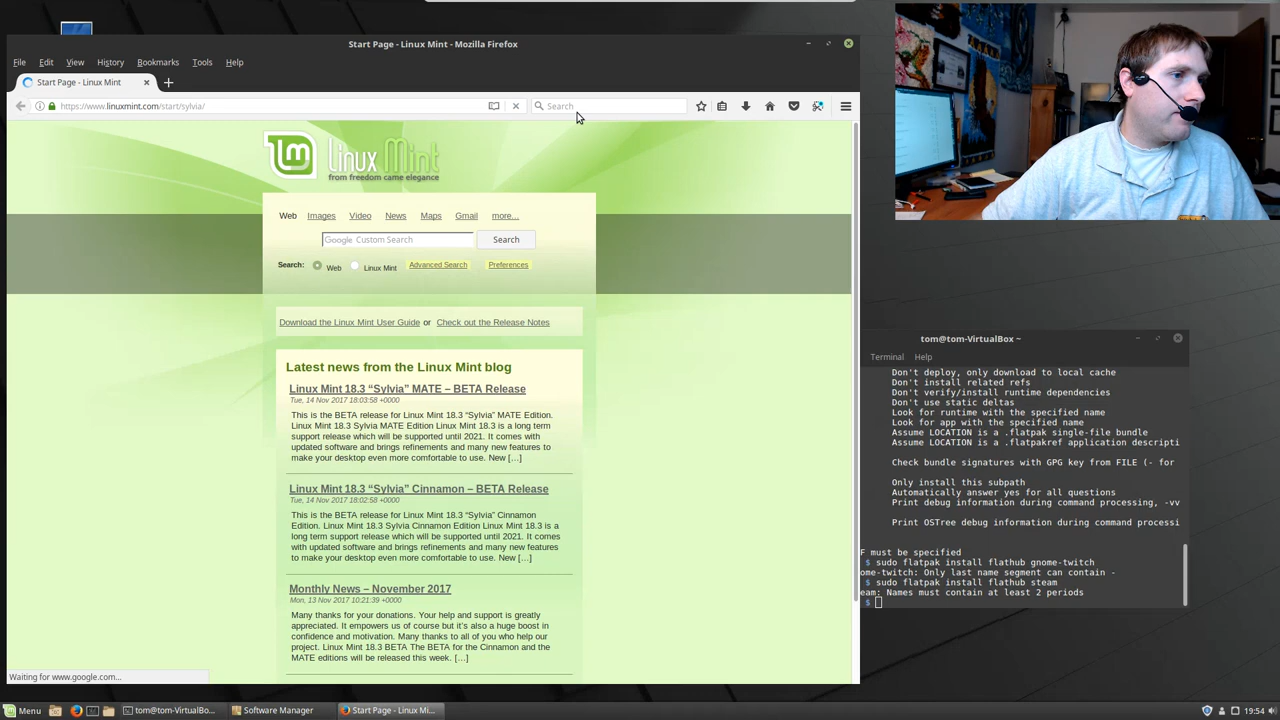 Start Page - Linux Mint - Mozilla Firefox
File Edit View History Bookmarks Tools Help
Start Page - Linux Mint
https://www.linuxmint.com/start/sylvia/
Search
Linux Mint
from freedom came elegance
Web Images Video News Maps Gmail more...
Google Custom Search Search
Search: Web Linux Mint Advanced Search Preferences
Download the Linux Mint User Guide or Check out the Release Notes
Latest news from the Linux Mint blog
Linux Mint 18.3 “Sylvia” MATE – BETA Release
Tue, 14 Nov 2017 18:03:58 +0000
This is the BETA release for Linux Mint 18.3 “Sylvia” MATE Edition.
Linux Mint 18.3 Sylvia MATE Edition Linux Mint 18.3 is a long term
support release which will be supported until 2021. It comes with
updated software and brings refinements and many new features to
make your desktop even more comfortable to use. New […]
Linux Mint 18.3 “Sylvia” Cinnamon – BETA Release
Tue, 14 Nov 2017 18:02:58 +0000
This is the BETA release for Linux Mint 18.3 “Sylvia” Cinnamon
Edition. Linux Mint 18.3 Sylvia Cinnamon Edition Linux Mint 18.3 is a
long term support release which will be supported until 2021. It comes
with updated software and brings refinements and many new features
to make your desktop even more comfortable to use. New […]
Monthly News – November 2017
Mon, 13 Nov 2017 10:21:39 +0000
Many thanks for your donations. Your help and support is greatly
appreciated. It empowers us of course but it’s also a huge boost in
confidence and motivation. Many thanks to all of you who help our
project. Linux Mint 18.3 BETA The BETA for the Cinnamon and the
MATE editions will be released this week. […]
Waiting for www.google.com...
tom@tom-VirtualBox ~
Terminal Help
Don't deploy, only download to local cache
Don't install related refs
Don't verify/install runtime dependencies
Don't use static deltas
Look for runtime with the specified name
Look for app with the specified name
Assume LOCATION is a .flatpak single-file bundle
Assume LOCATION is a .flatpakref application descripti
Check bundle signatures with GPG key from FILE (- for
Only install this subpath
Automatically answer yes for all questions
Print debug information during command processing, -vv
Print OSTree debug information during command processi
F must be specified
$ sudo flatpak install flathub gnome-twitch
ome-twitch: Only last name segment can contain -
$ sudo flatpak install flathub steam
eam: Names must contain at least 2 periods
$
Menu tom@tom-VirtualBo... Software Manager Start Page - Linux Mi... 19:54